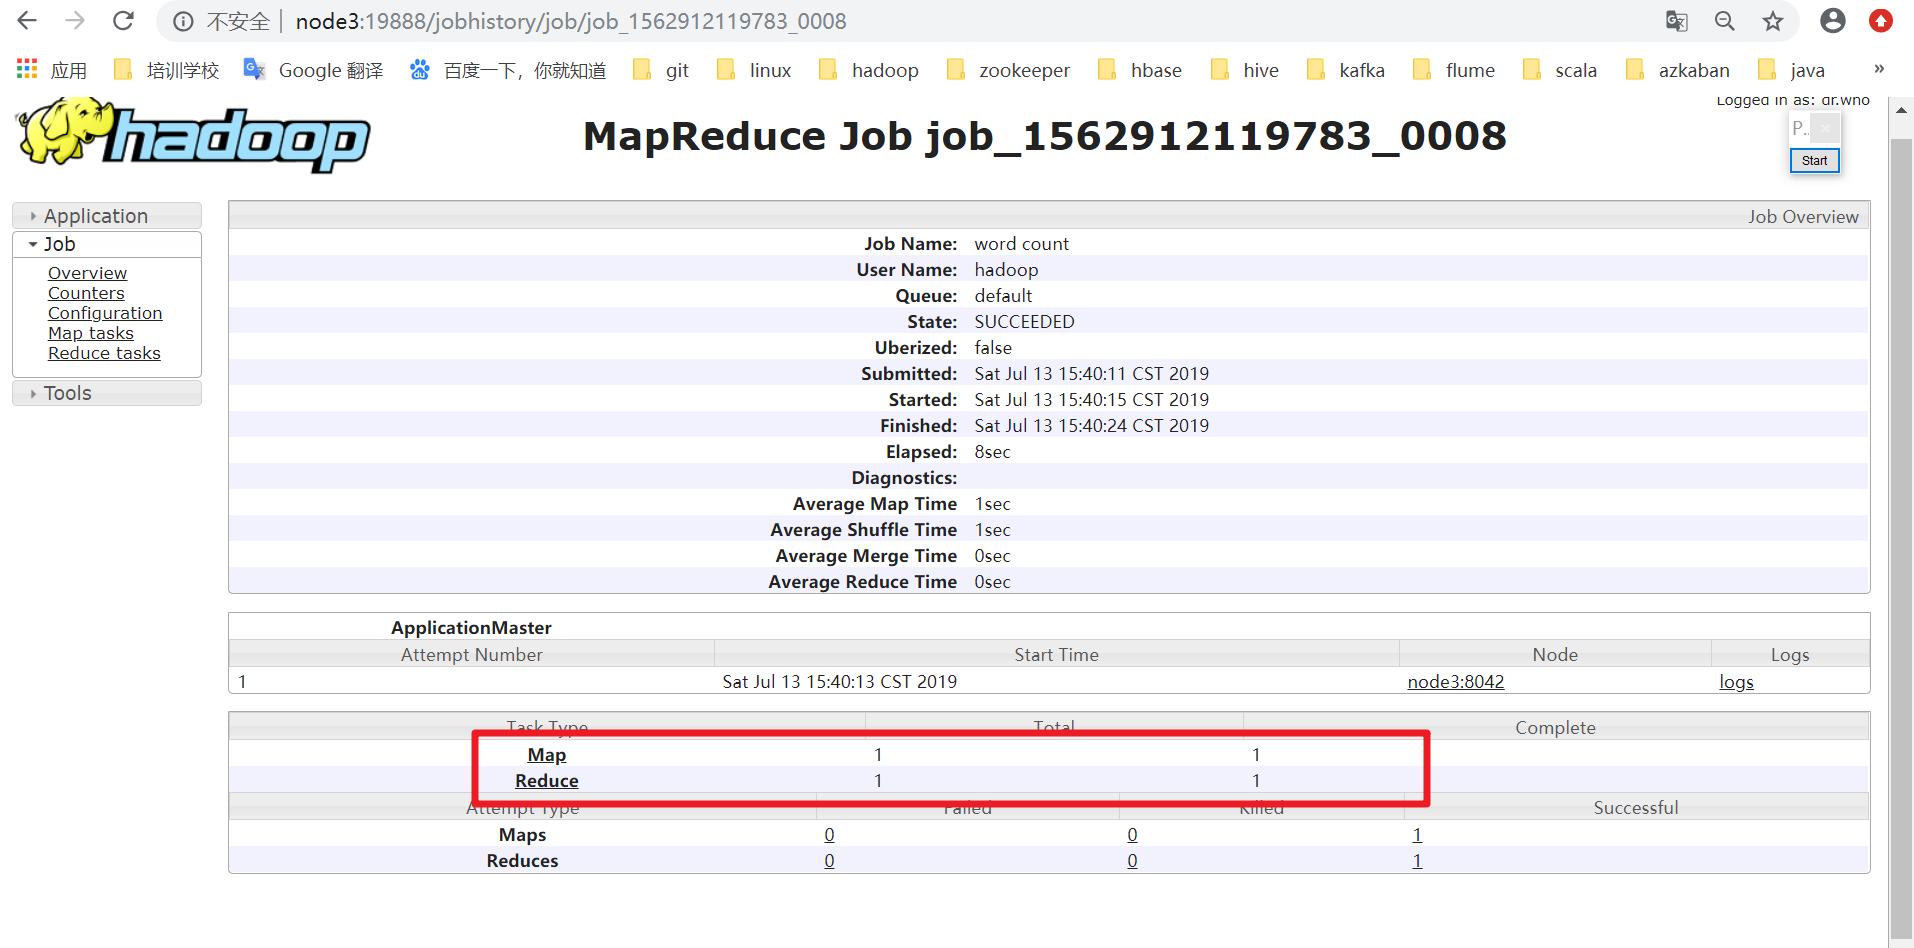 不安全 node3:19888/jobhistory/job/job_1562912119783_0008
应用 培训学校 Google 翻译 百度一下，你就知道 git linux hadoop zookeeper hbase hive kafka flume scala azkaban java »
Logged in as: dr.who
hadoop
MapReduce Job job_1562912119783_0008
P..
Start
Application
Job
Overview
Counters
Configuration
Map tasks
Reduce tasks
Tools
Job Overview
Job Name: word count
User Name: hadoop
Queue: default
State: SUCCEEDED
Uberized: false
Submitted: Sat Jul 13 15:40:11 CST 2019
Started: Sat Jul 13 15:40:15 CST 2019
Finished: Sat Jul 13 15:40:24 CST 2019
Elapsed: 8sec
Diagnostics:
Average Map Time 1sec
Average Shuffle Time 1sec
Average Merge Time 0sec
Average Reduce Time 0sec
ApplicationMaster
Attempt Number Start Time Node Logs
1 Sat Jul 13 15:40:13 CST 2019 node3:8042 logs
Task Type Total Complete
Map 1 1
Reduce 1 1
Attempt Type Failed Killed Successful
Maps 0 0 1
Reduces 0 0 1